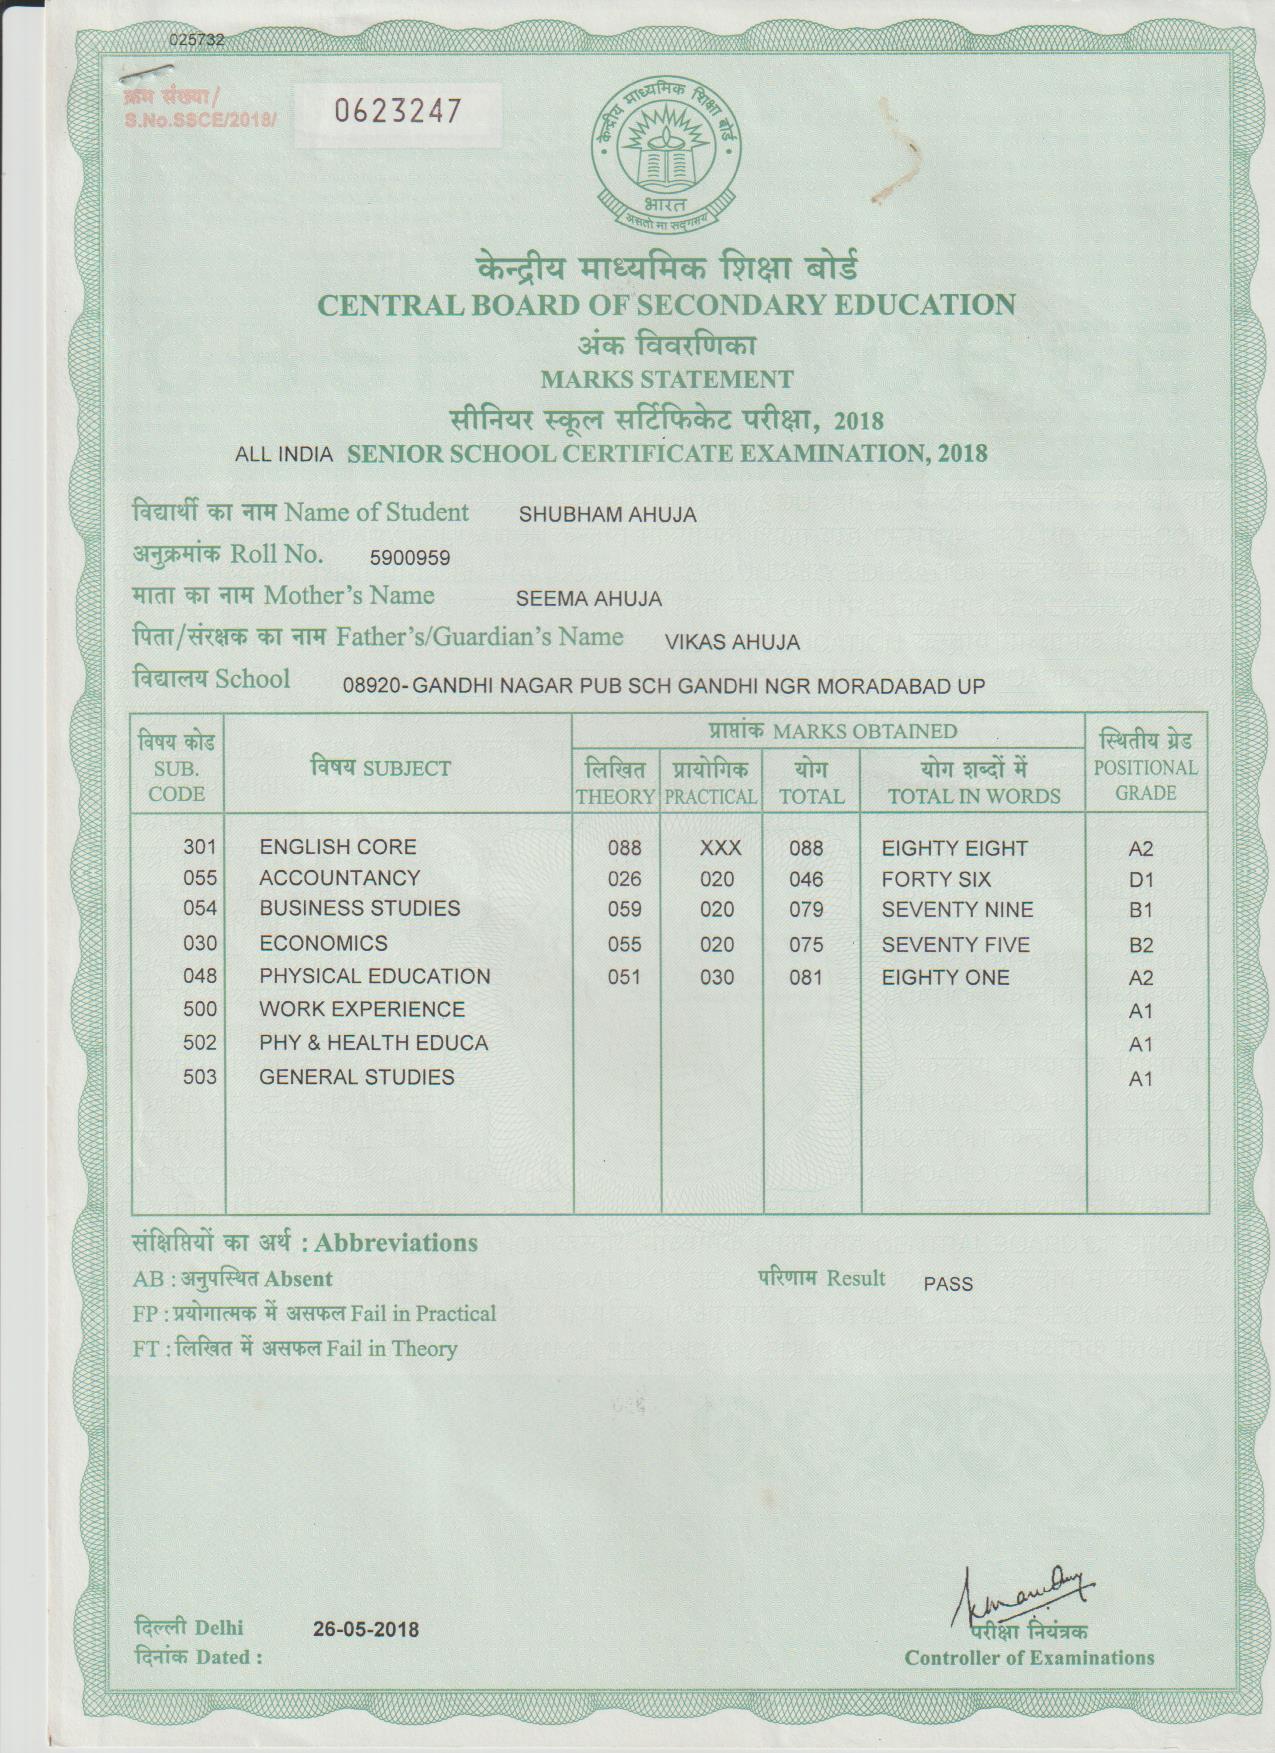 025732
क्रम संख्या/
S.No.SSCE/2018/ 0623247
केन्द्रीय माध्यमिक शिक्षा बोर्ड
भारत
असतो मा सद्गमय
केन्द्रीय माध्यमिक शिक्षा बोर्ड
CENTRAL BOARD OF SECONDARY EDUCATION
अंक विवरणिका
MARKS STATEMENT
सीनियर स्कूल सर्टिफिकेट परीक्षा, 2018
ALL INDIA SENIOR SCHOOL CERTIFICATE EXAMINATION, 2018
विद्यार्थी का नाम Name of Student SHUBHAM AHUJA
अनुक्रमांक Roll No. 5900959
माता का नाम Mother's Name SEEMA AHUJA
पिता/संरक्षक का नाम Father's/Guardian's Name VIKAS AHUJA
विद्यालय School 08920-GANDHI NAGAR PUB SCH GANDHI NGR MORADABAD UP
विषय कोड SUB. CODE विषय SUBJECT प्राप्तांक MARKS OBTAINED स्थितीय ग्रेड POSITIONAL GRADE
लिखित THEORY प्रायोगिक PRACTICAL योग TOTAL योग शब्दों में TOTAL IN WORDS
301 ENGLISH CORE 088 XXX 088 EIGHTY EIGHT A2
055 ACCOUNTANCY 026 020 046 FORTY SIX D1
054 BUSINESS STUDIES 059 020 079 SEVENTY NINE B1
030 ECONOMICS 055 020 075 SEVENTY FIVE B2
048 PHYSICAL EDUCATION 051 030 081 EIGHTY ONE A2
500 WORK EXPERIENCE A1
502 PHY & HEALTH EDUCA A1
503 GENERAL STUDIES A1
संक्षिप्तियों का अर्थ : Abbreviations
AB : अनुपस्थित Absent परिणाम Result PASS
FP : प्रयोगात्मक में असफल Fail in Practical
FT : लिखित में असफल Fail in Theory
दिल्ली Delhi 26-05-2018
परीक्षा नियंत्रक
दिनांक Dated : Controller of Examinations